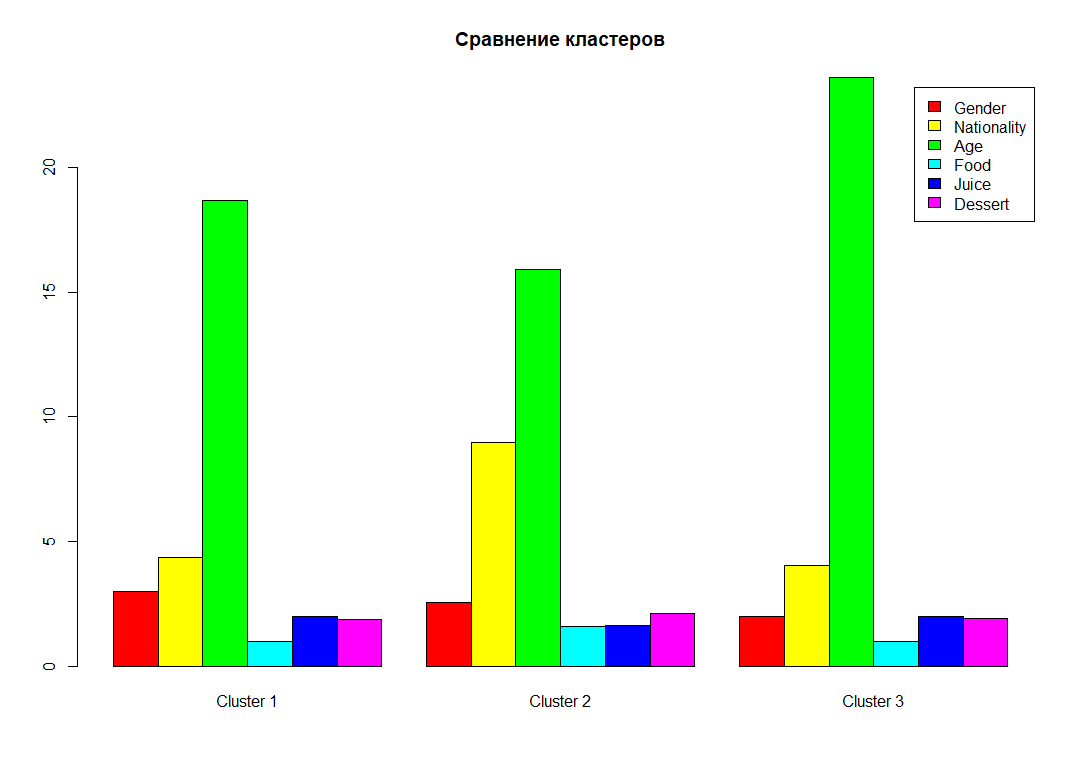 Сравнение кластеров
Gender
Nationality
Age
Food
Juice
Dessert
20
15
10
5
0
Cluster 1
Cluster 2
Cluster 3